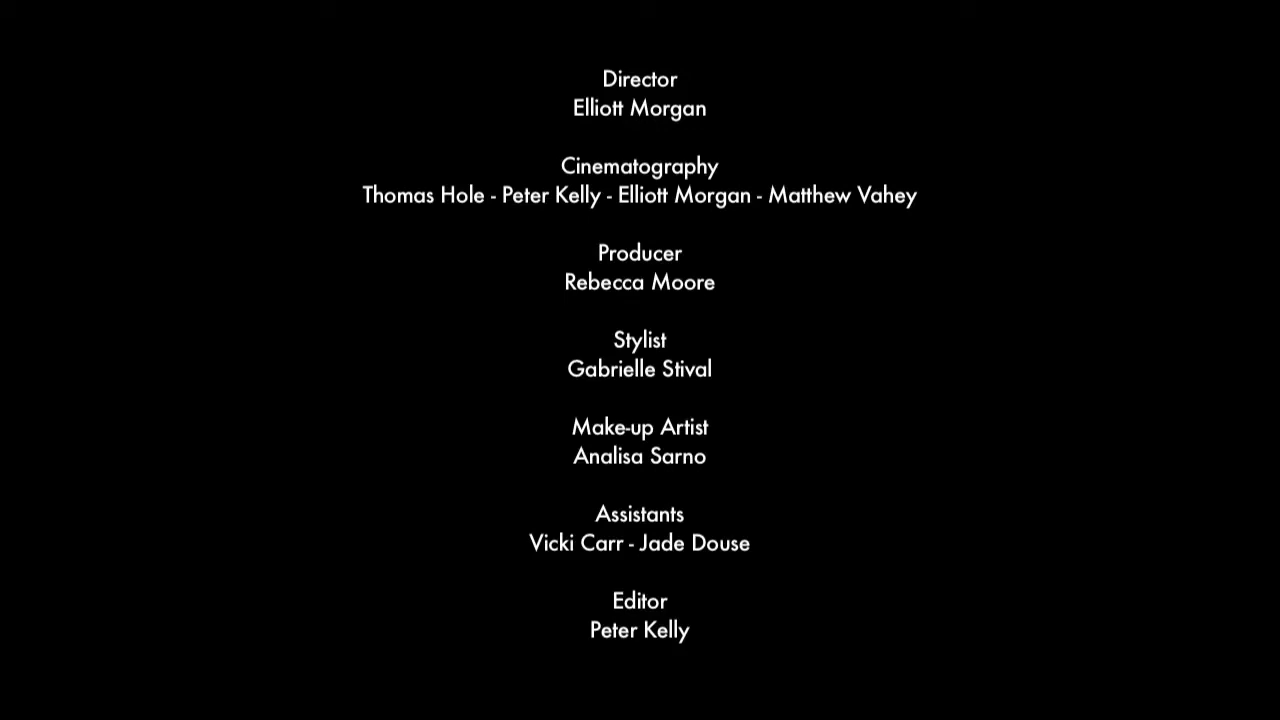 Director
Elliott Morgan
Cinematography
Thomas Hole - Peter Kelly - Elliott Morgan - Matthew Vahey
Producer
Rebecca Moore
Stylist
Gabrielle Stival
Make-up Artist
Analisa Sarno
Assistants
Vicki Carr - Jade Douse
Editor
Peter Kelly